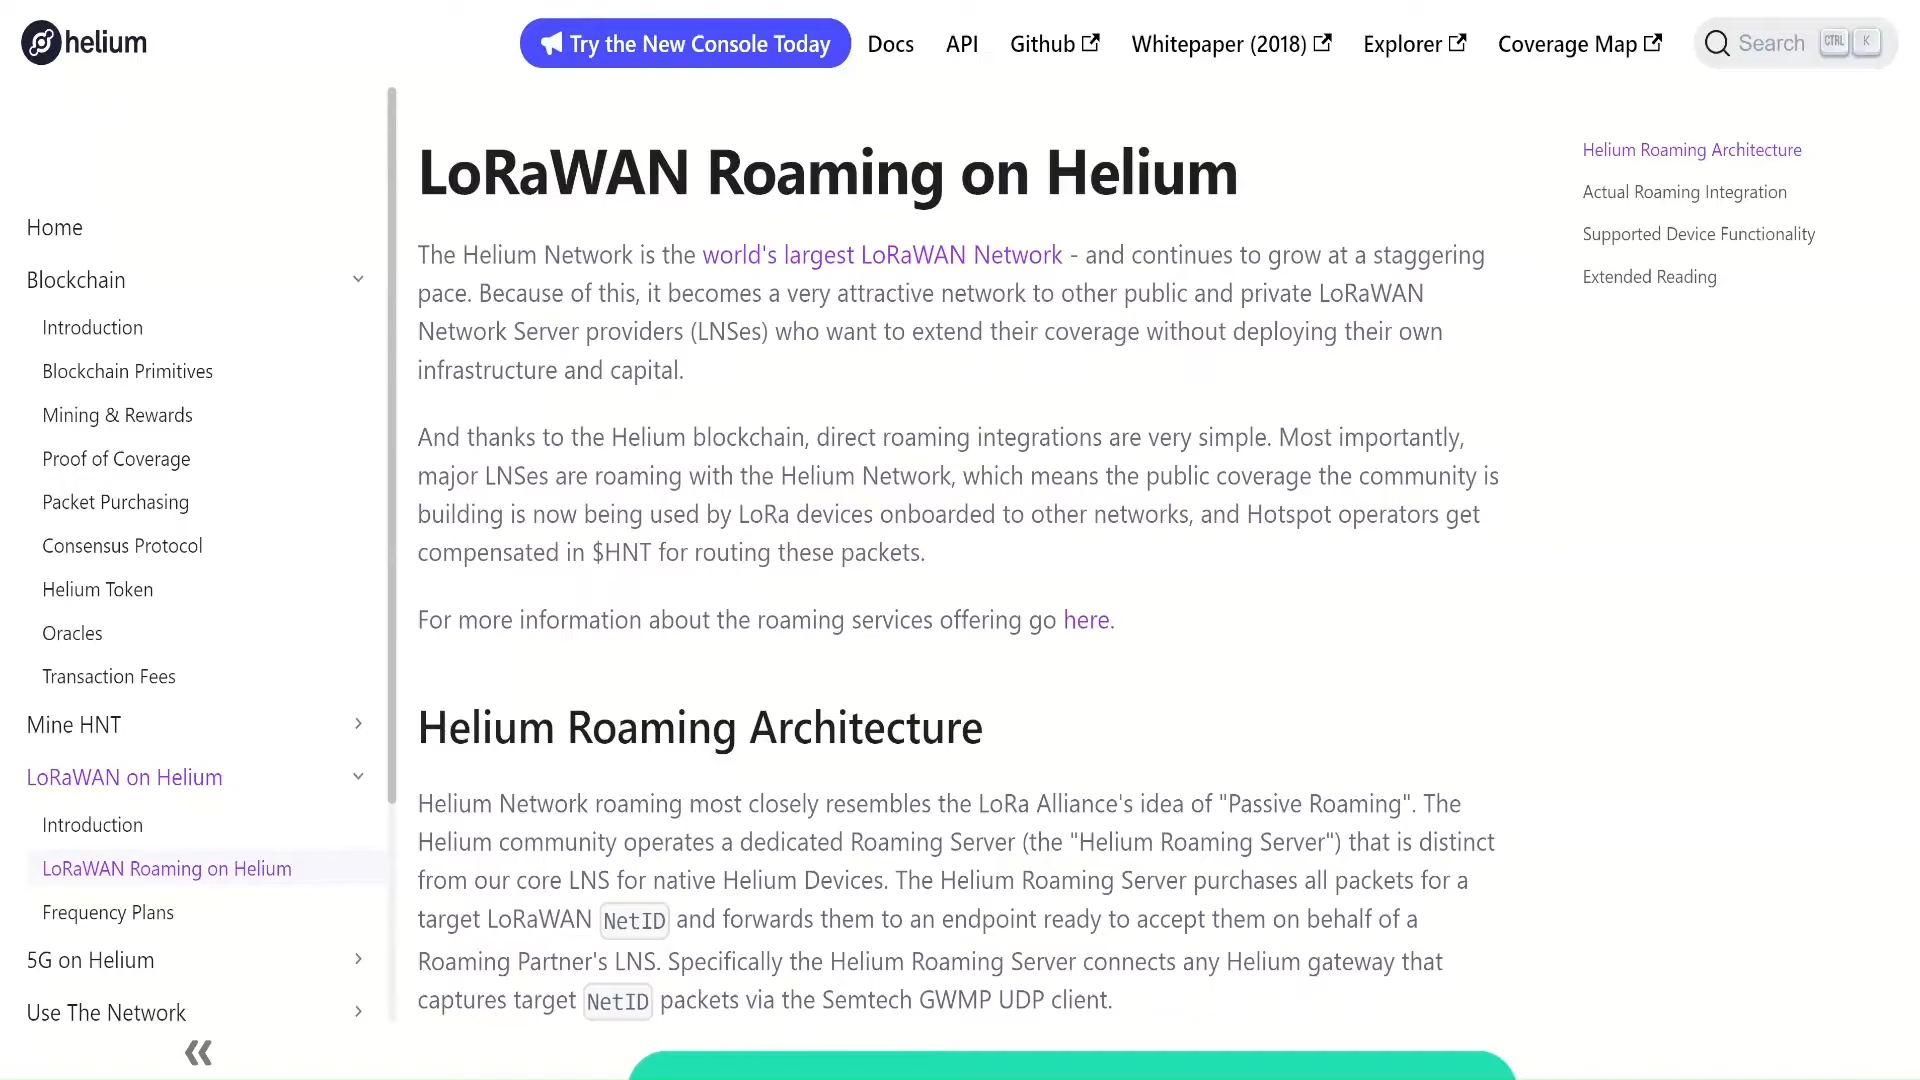 helium
Try the New Console Today
Docs
API
Github
Whitepaper (2018)
Explorer
Coverage Map
Search
CTRL
K
Home
Blockchain
Introduction
Blockchain Primitives
Mining & Rewards
Proof of Coverage
Packet Purchasing
Consensus Protocol
Helium Token
Oracles
Transaction Fees
Mine HNT
LoRaWAN on Helium
Introduction
LoRaWAN Roaming on Helium
Frequency Plans
5G on Helium
Use The Network
LoRaWAN Roaming on Helium
The Helium Network is the world's largest LoRaWAN Network - and continues to grow at a staggering
pace. Because of this, it becomes a very attractive network to other public and private LoRaWAN
Network Server providers (LNSes) who want to extend their coverage without deploying their own
infrastructure and capital.
And thanks to the Helium blockchain, direct roaming integrations are very simple. Most importantly,
major LNSes are roaming with the Helium Network, which means the public coverage the community is
building is now being used by LoRa devices onboarded to other networks, and Hotspot operators get
compensated in $HNT for routing these packets.
For more information about the roaming services offering go here.
Helium Roaming Architecture
Helium Network roaming most closely resembles the LoRa Alliance's idea of "Passive Roaming". The
Helium community operates a dedicated Roaming Server (the "Helium Roaming Server") that is distinct
from our core LNS for native Helium Devices. The Helium Roaming Server purchases all packets for a
target LoRaWAN NetID and forwards them to an endpoint ready to accept them on behalf of a
Roaming Partner's LNS. Specifically the Helium Roaming Server connects any Helium gateway that
captures target NetID packets via the Semtech GWMP UDP client.
Helium Roaming Architecture
Actual Roaming Integration
Supported Device Functionality
Extended Reading